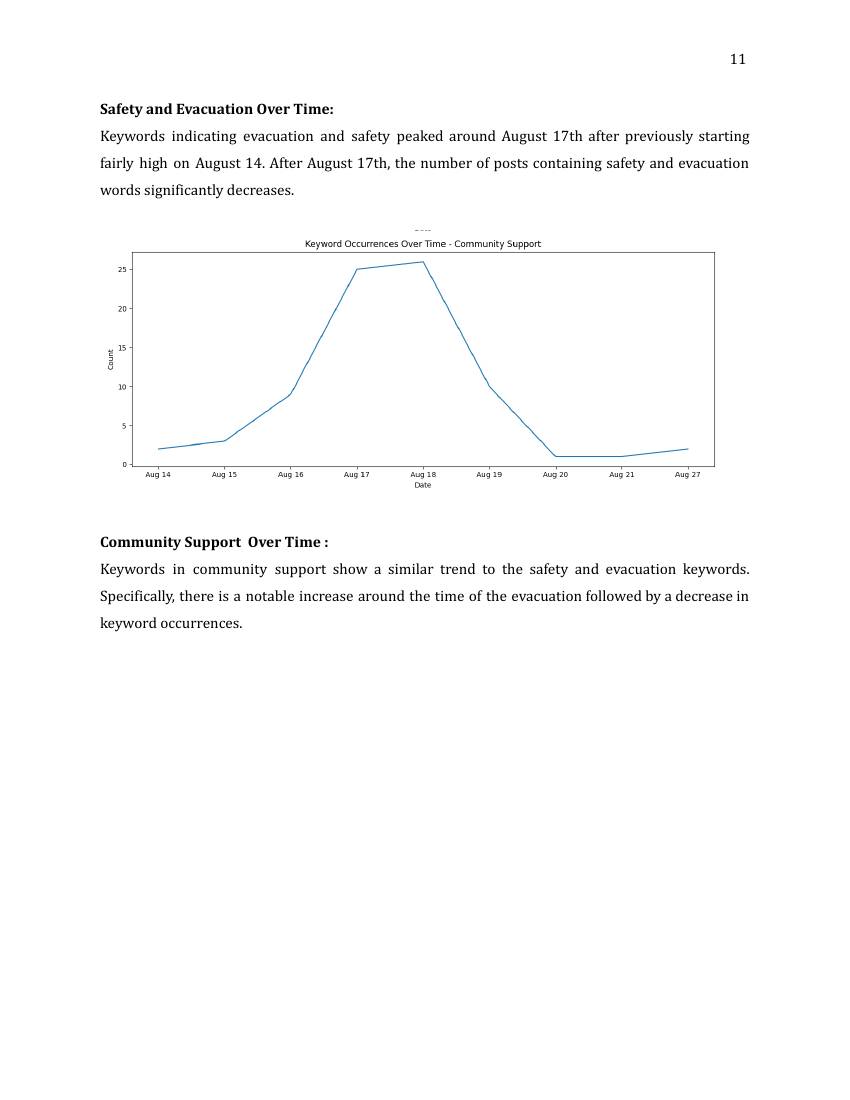 11
Safety and Evacuation Over Time:
Keywords indicating evacuation and safety peaked around August 17th after previously starting
fairly high on August 14. After August 17th, the number of posts containing safety and evacuation
words significantly decreases.
Keyword Occurrences Over Time - Community Support
25
20
15
10
5
0
Count
Aug 14 Aug 15 Aug 16 Aug 17 Aug 18 Aug 19 Aug 20 Aug 21 Aug 27
Date
Community Support  Over Time :
Keywords in community support show a similar trend to the safety and evacuation keywords.
Specifically, there is a notable increase around the time of the evacuation followed by a decrease in
keyword occurrences.